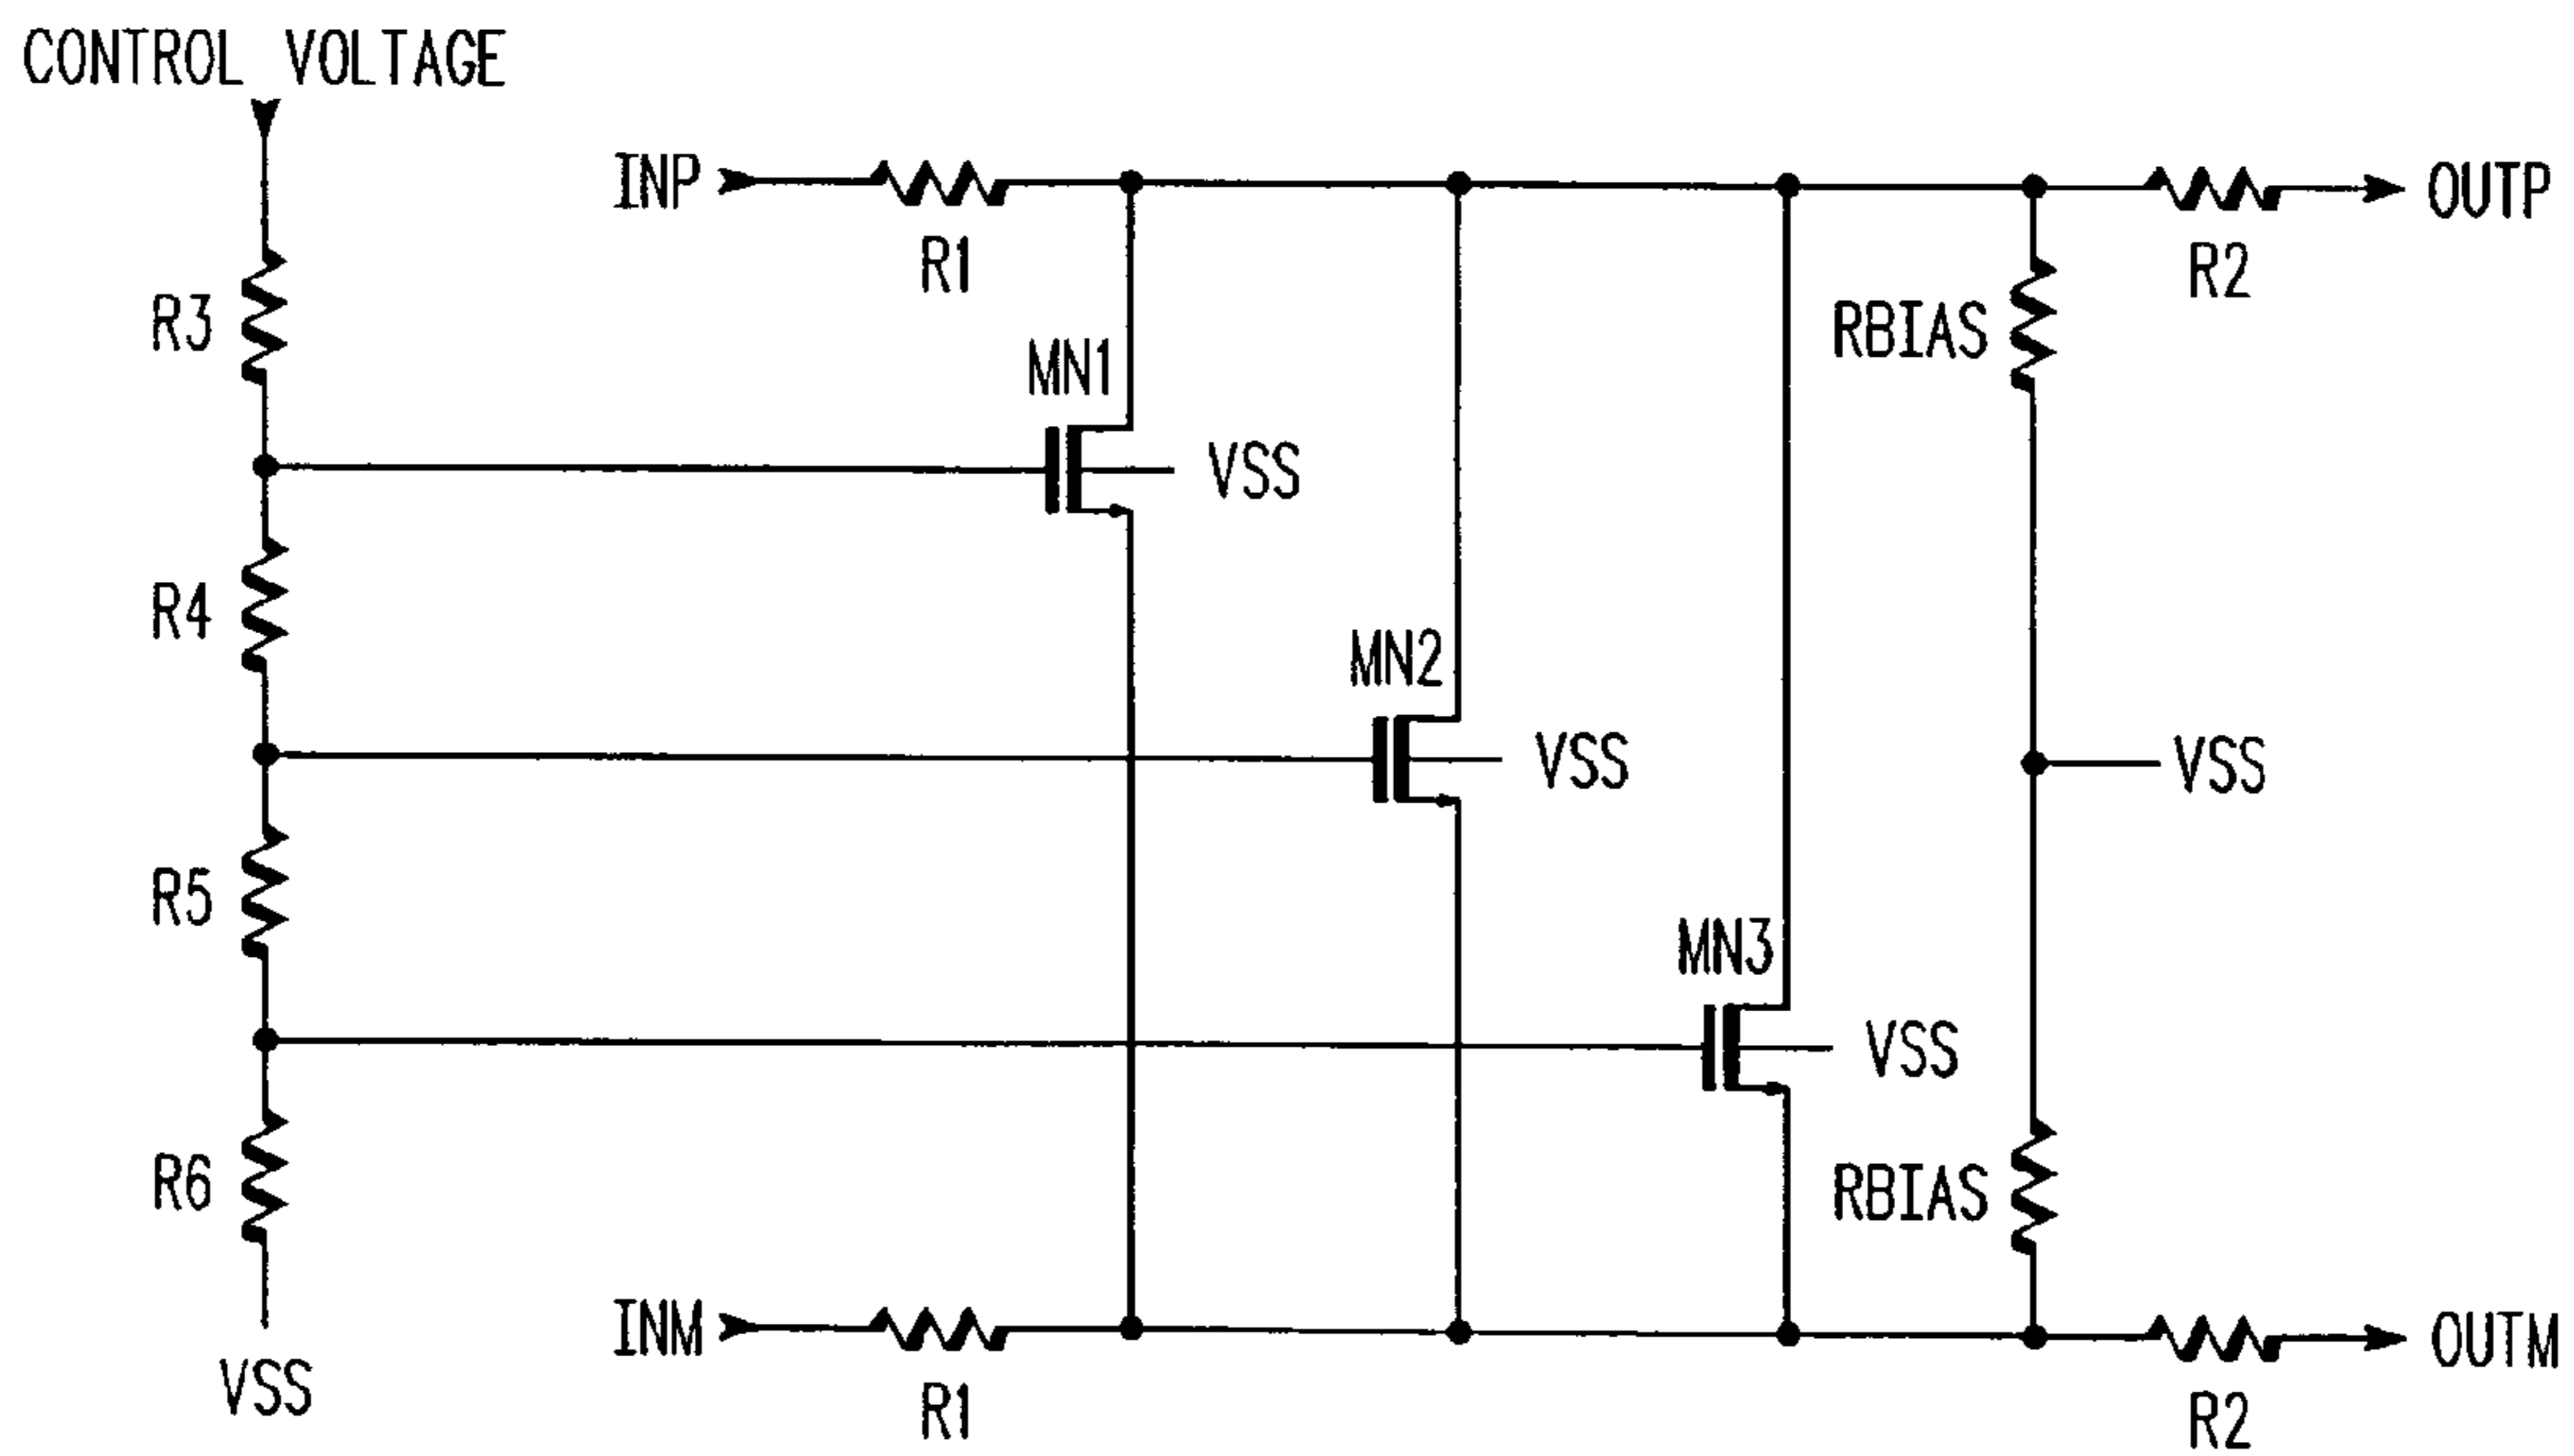 CONTROL VOLTAGE
INP
R1
OUTP
R2
R3
RBIAS
MN1
VSS
R4
MN2
VSS
VSS
R5
MN3
VSS
R6
RBIAS
INM
R1
OUTM
R2
VSS